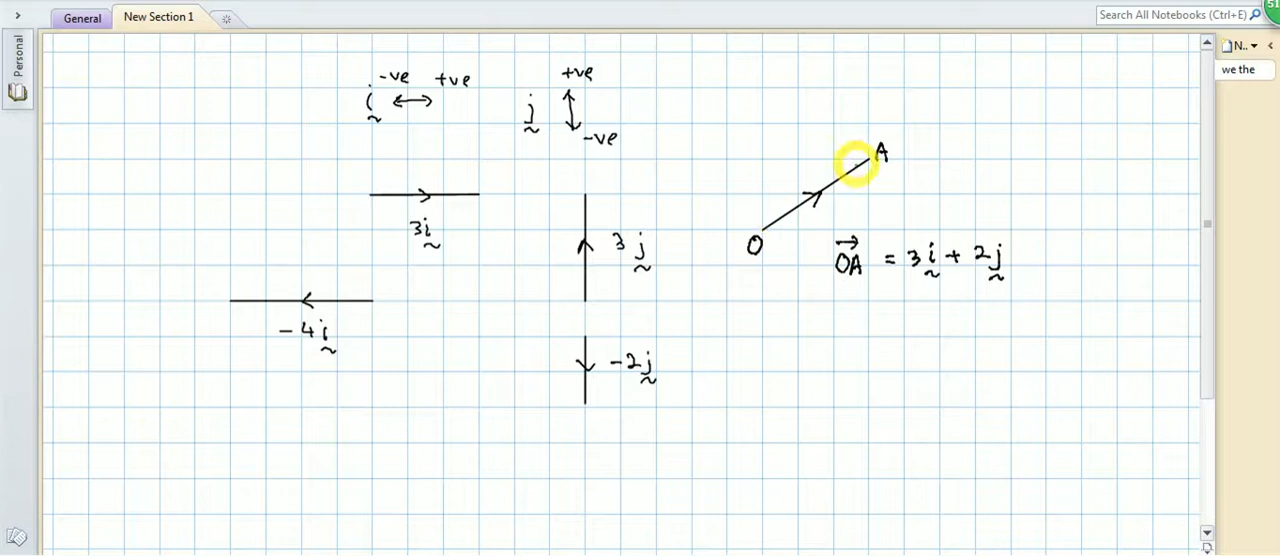 General
New Section 1
Search All Notebooks (Ctrl+E)
51
Personal
N..
we the
i -ve +ve
j +ve -ve
3i
-4i
3j
-2j
O
A
OA = 3i + 2j